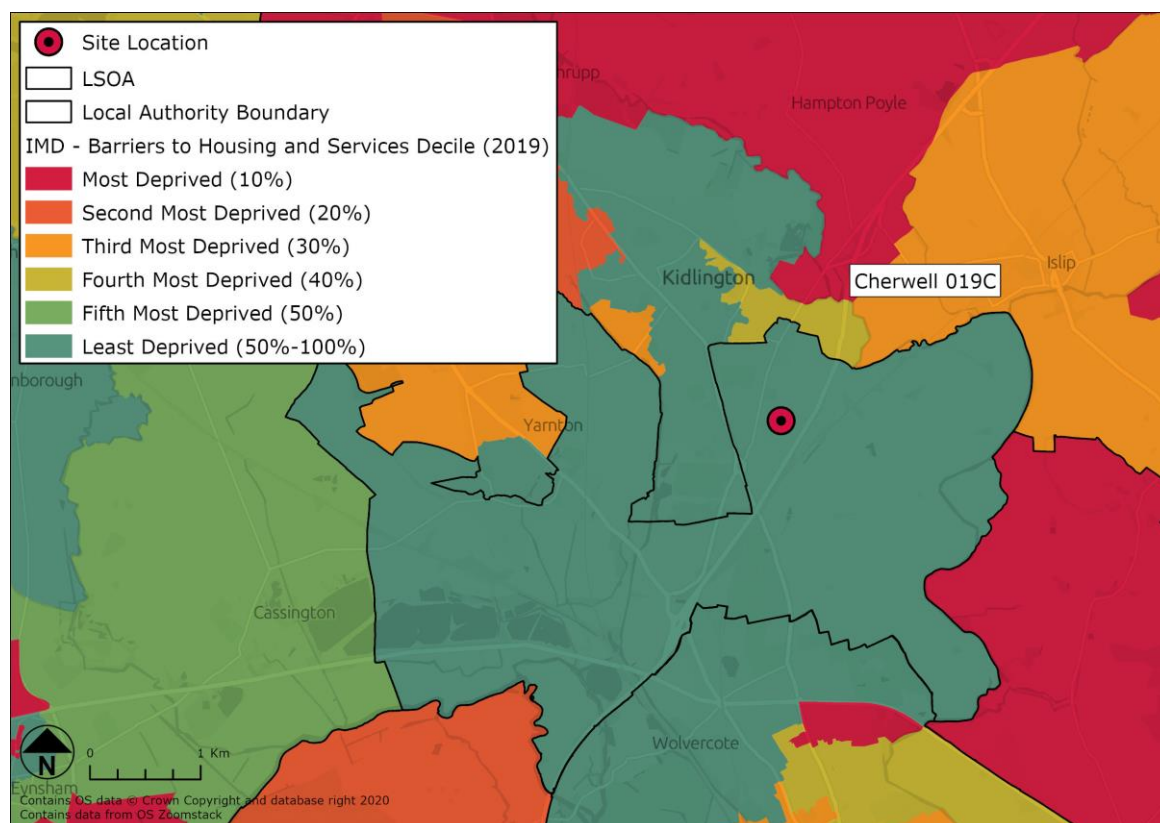 Site Location
LSOA
Local Authority Boundary
IMD - Barriers to Housing and Services Decile (2019)
Most Deprived (10%)
Second Most Deprived (20%)
Third Most Deprived (30%)
Fourth Most Deprived (40%)
Fifth Most Deprived (50%)
Least Deprived (50%-100%)
hrupp
Hampton Poyle
Kidlington
Cherwell 019C
Islip
nborough
Yarnton
Cassington
Wolvercote
N
0 1 Km
Eynsham
Contains OS data © Crown Copyright and database right 2020
Contains data from OS Zoomstack